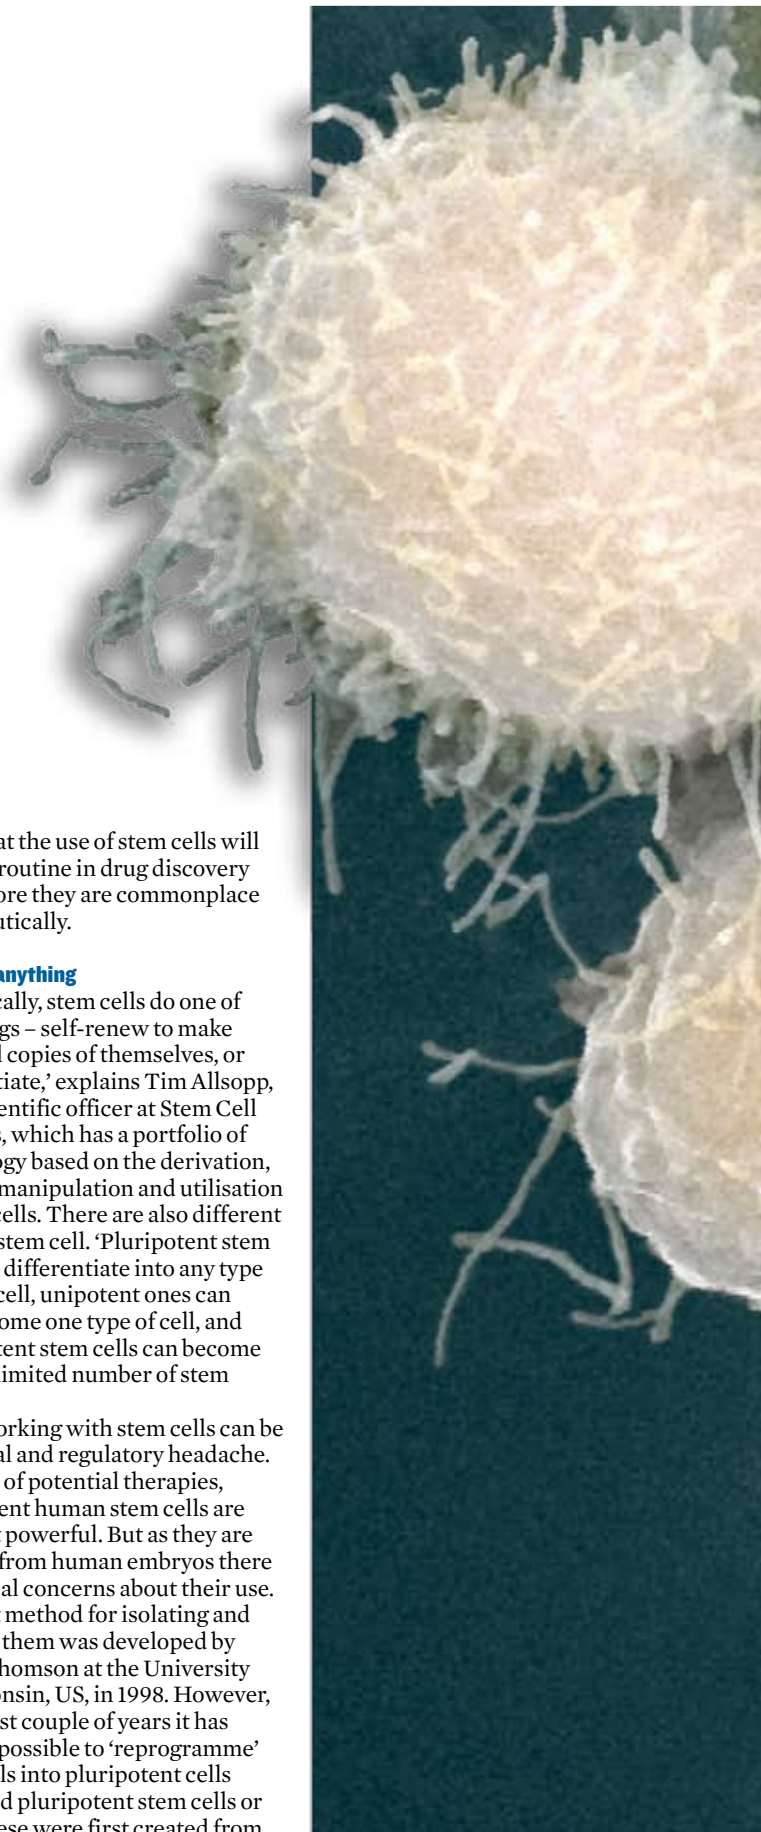 at the use of stem cells will
routine in drug discovery
ore they are commonplace
utically.
anything
cally, stem cells do one of
gs – self-renew to make
l copies of themselves, or
tiate,’ explains Tim Allsopp,
entific officer at Stem Cell
s, which has a portfolio of
ogy based on the derivation,
manipulation and utilisation
cells. There are also different
stem cell. ‘Pluripotent stem
differentiate into any type
cell, unipotent ones can
ome one type of cell, and
tent stem cells can become
limited number of stem
orking with stem cells can be
al and regulatory headache.
of potential therapies,
ent human stem cells are
t powerful. But as they are
from human embryos there
al concerns about their use.
t method for isolating and
them was developed by
homson at the University
onsin, US, in 1998. However,
st couple of years it has
possible to ‘reprogramme’
ls into pluripotent cells
d pluripotent stem cells or
ese were first created from